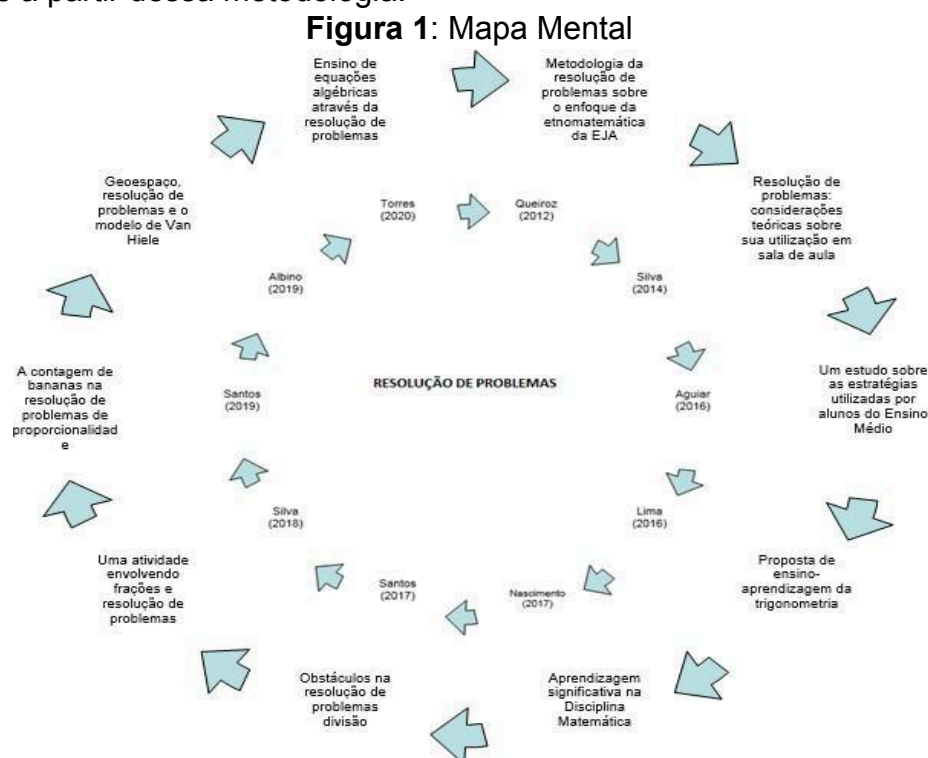 s a partir dessa metodologia.
Figura 1: Mapa Mental
Ensino de
equações
algébricas
através da
resolução de
problemas
Metodologia da
resolução de
problemas sobre
o enfoque da
etnomatemática
da EJA
Resolução de
problemas:
considerações
teóricas sobre
sua utilização em
sala de aula
Um estudo sobre
as estratégias
utilizadas por
alunos do Ensino
Médio
Proposta de
ensino-
aprendizagem da
trigonometria
Aprendizagem
significativa na
Disciplina
Matemática
Obstáculos na
resolução de
problemas
divisão
Uma atividade
envolvendo
frações e
resolução de
problemas
A contagem de
bananas na
resolução de
problemas de
proporcionalidad
e
Geoespaço,
resolução de
problemas e o
modelo de Van
Hiele
Torres
(2020)
Queiroz
(2012)
Silva
(2014)
Aguiar
(2016)
Lima
(2016)
Nascimento
(2017)
Santos
(2017)
Silva
(2018)
Santos
(2019)
Albino
(2019)
RESOLUÇÃO DE PROBLEMAS